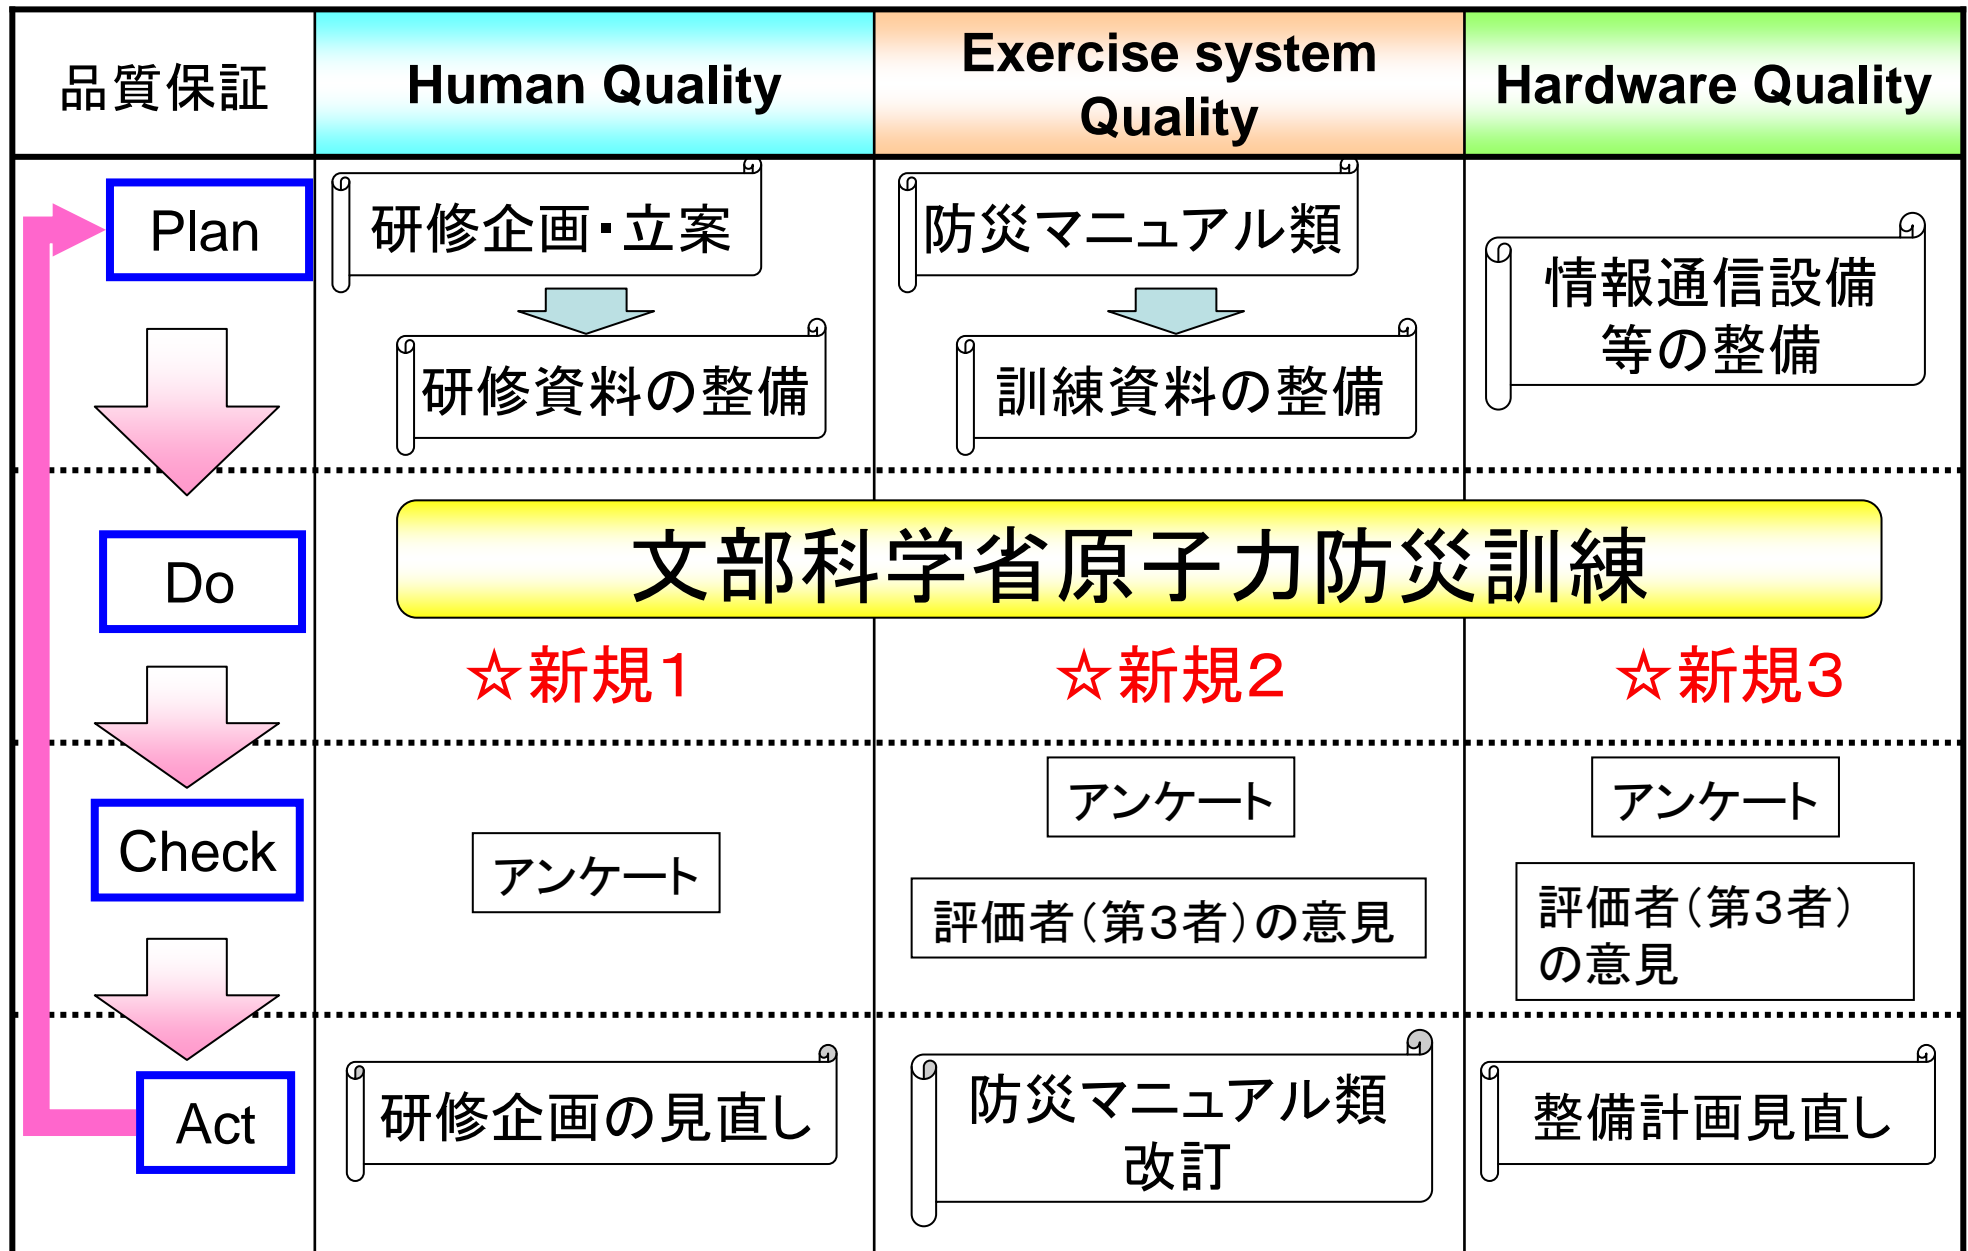 品質保証
Human Quality
Exercise system
Quality
Hardware Quality
Plan
研修企画・立案
防災マニュアル類
情報通信設備
等の整備
研修資料の整備
訓練資料の整備
Do
文部科学省原子力防災訓練
☆新規１
☆新規２
☆新規３
Check
アンケート
アンケート
評価者（第３者）の意見
アンケート
評価者（第３者）
の意見
Act
研修企画の見直し
防災マニュアル類
改訂
整備計画見直し